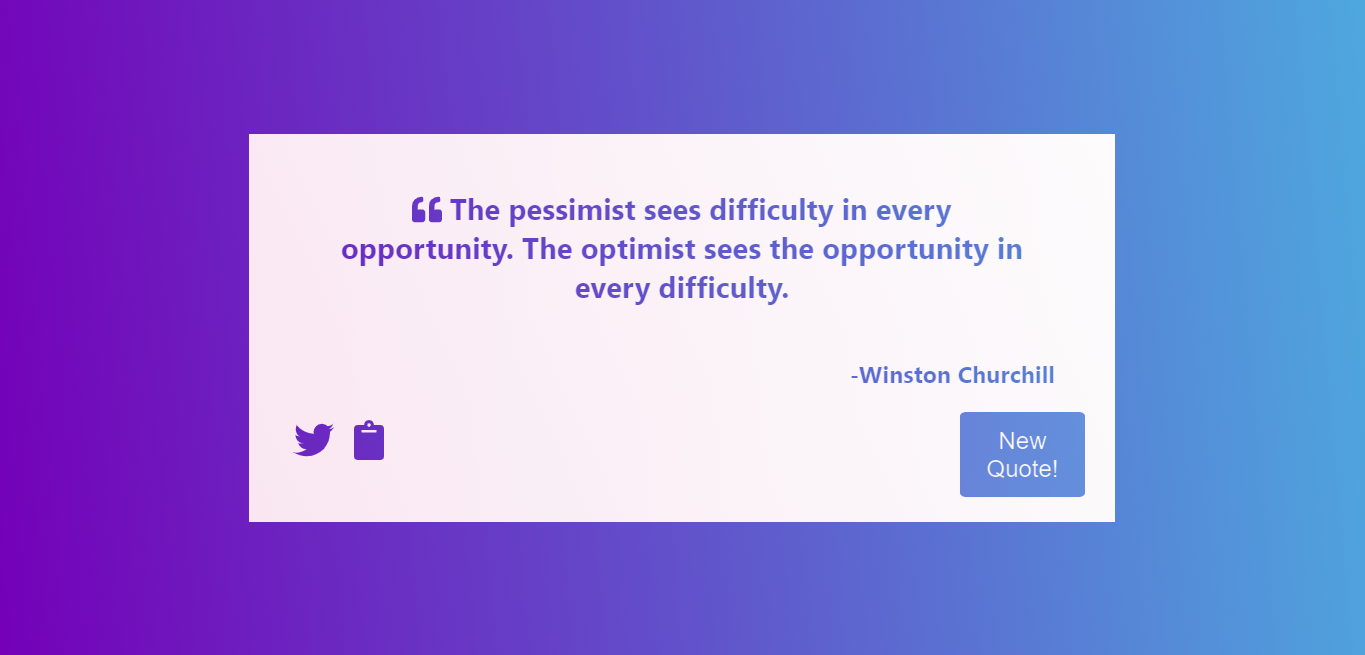 ❝ The pessimist sees difficulty in every
opportunity. The optimist sees the opportunity in
every difficulty.
-Winston Churchill
New
Quote!